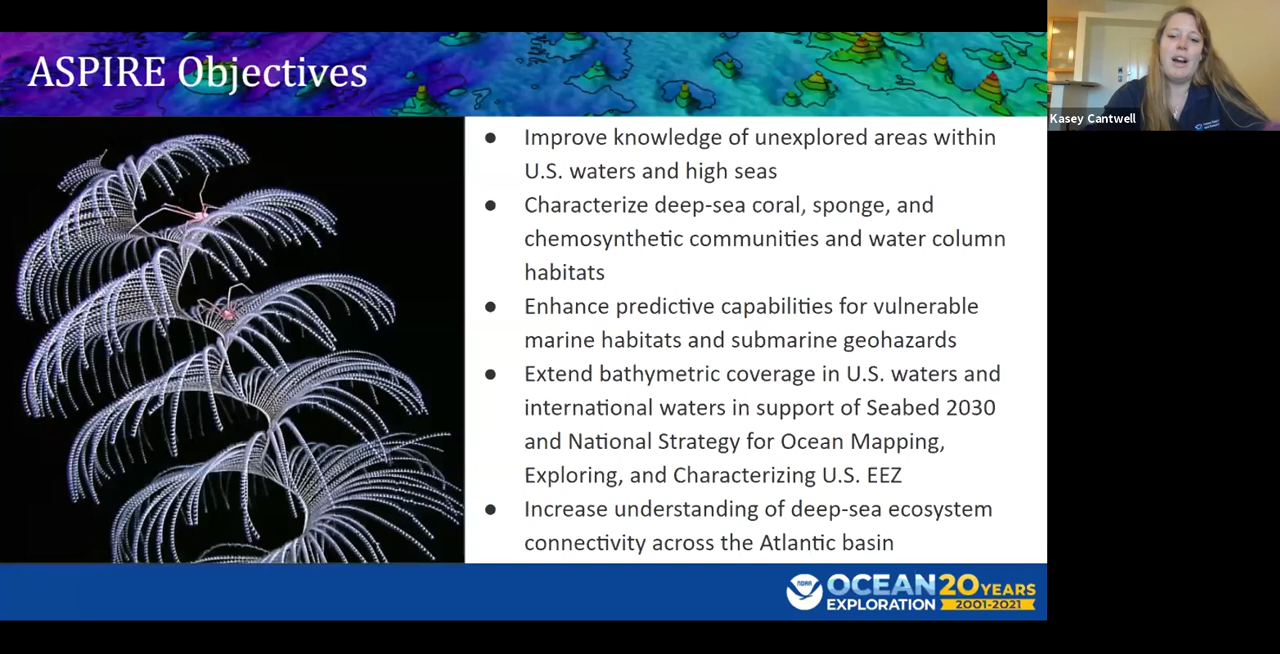 ASPIRE Objectives
Kasey Cantwell
● Improve knowledge of unexplored areas within
U.S. waters and high seas
● Characterize deep-sea coral, sponge, and
chemosynthetic communities and water column
habitats
● Enhance predictive capabilities for vulnerable
marine habitats and submarine geohazards
● Extend bathymetric coverage in U.S. waters and
international waters in support of Seabed 2030
and National Strategy for Ocean Mapping,
Exploring, and Characterizing U.S. EEZ
● Increase understanding of deep-sea ecosystem
connectivity across the Atlantic basin
NOAA
OCEAN 20 YEARS
EXPLORATION 2001-2021